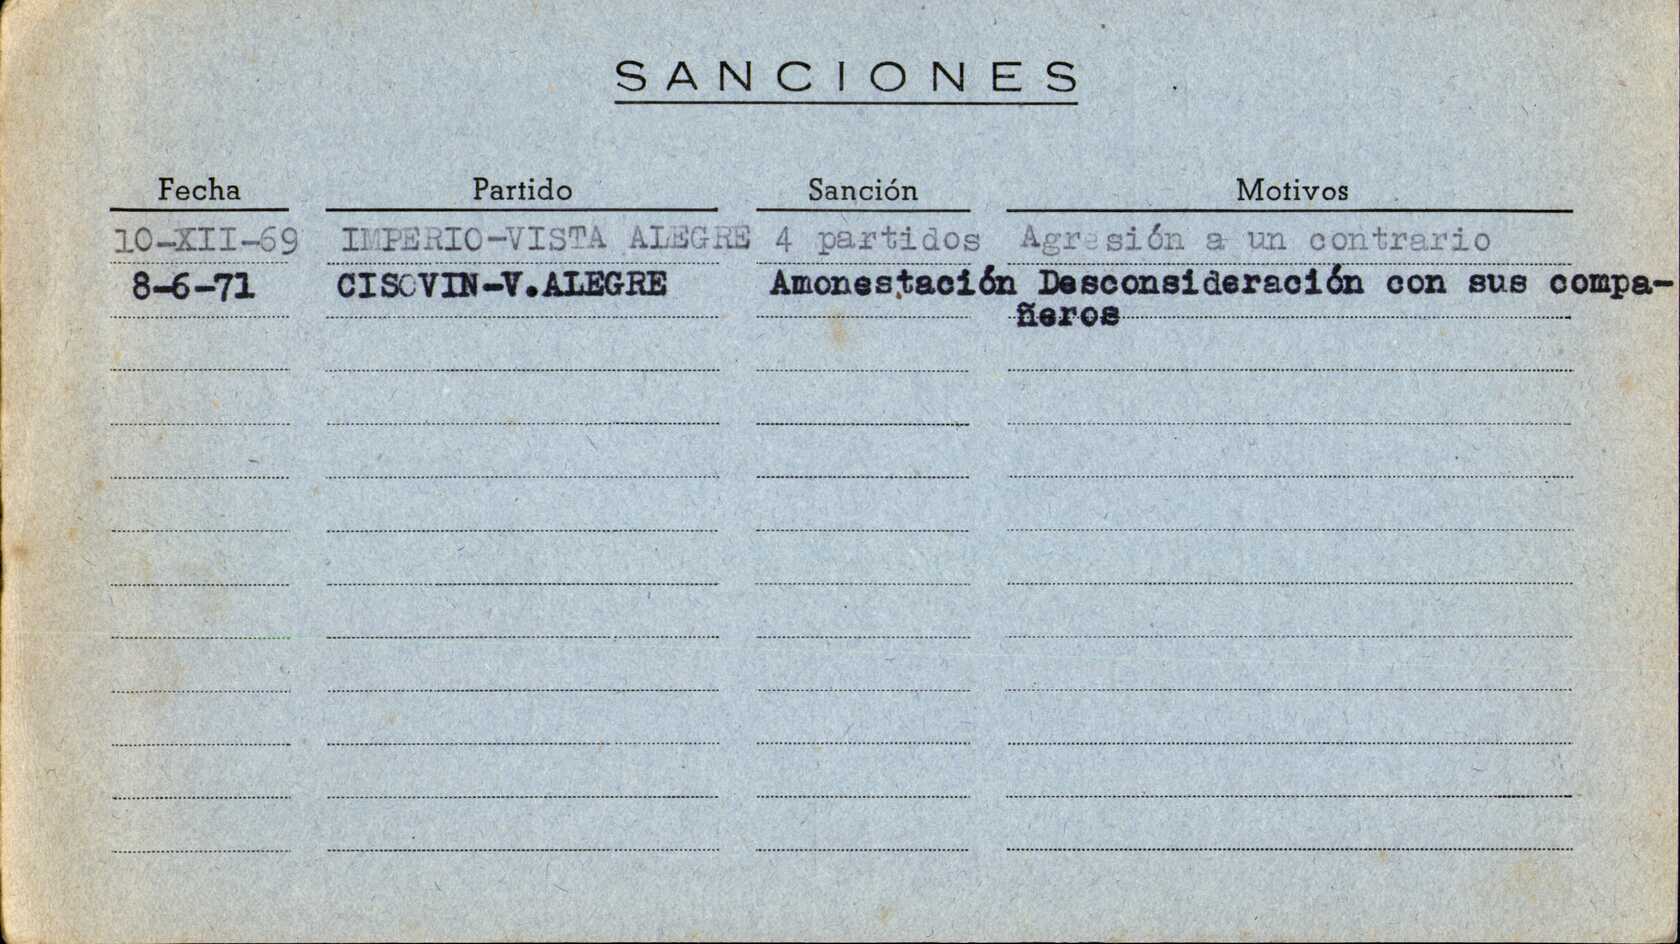 SANCIONES
Fecha Partido Sanción Motivos
10-XII-69 IMPERIO-VISTA ALEGRE 4 partidos Agresión a un contrario
8-6-71 CISOVIN-V.ALEGRE Amonestación Desconsideración con sus compa-
ñeros